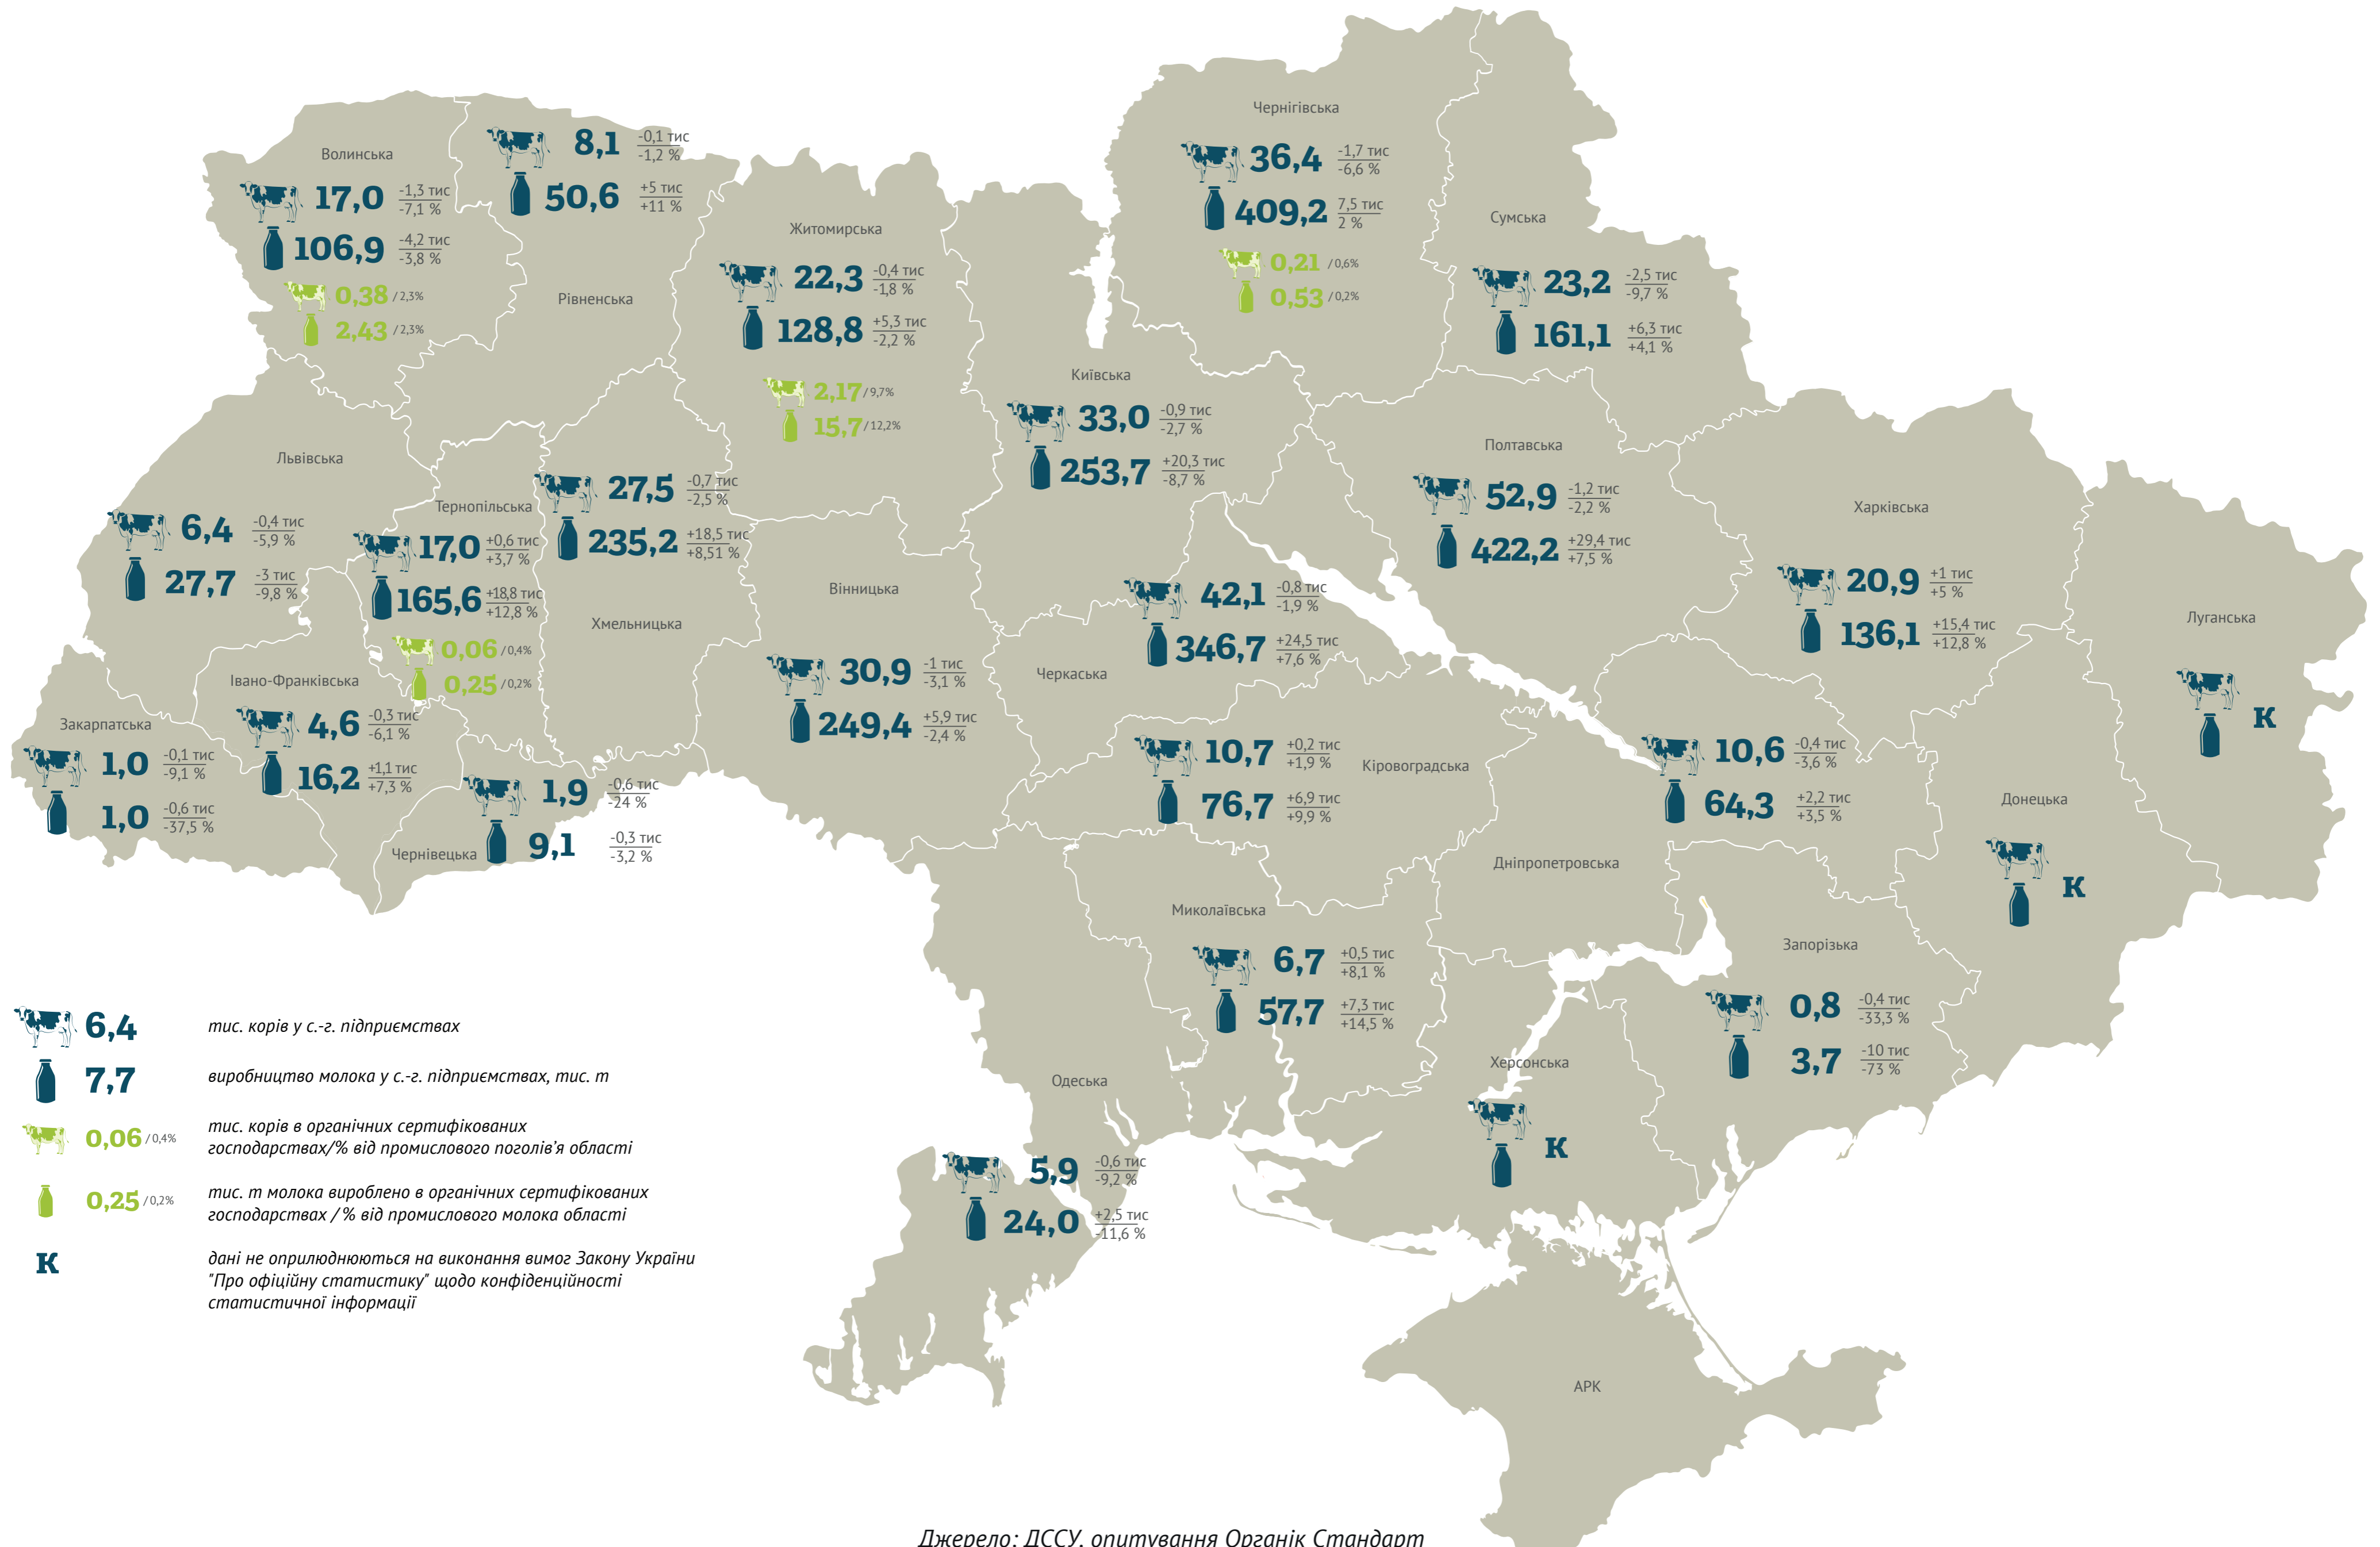 Волинська
17,0 -1,3 тис
-7,1 %
106,9 -4,2 тис
-3,8 %
0,38 / 2,3%
2,43 / 2,3%
8,1 -0,1 тис
-1,2 %
50,6 +5 тис
+11 %
Рівненська
Житомирська
22,3 -0,4 тис
-1,8 %
128,8 +5,3 тис
-2,2 %
2,17 / 9,7%
15,7 / 12,2%
Чернігівська
36,4 -1,7 тис
-6,6 %
409,2 7,5 тис
2 %
0,21 / 0,6%
0,53 / 0,2%
Сумська
23,2 -2,5 тис
-9,7 %
161,1 +6,3 тис
+4,1 %
Київська
33,0 -0,9 тис
-2,7 %
253,7 +20,3 тис
-8,7 %
Полтавська
52,9 -1,2 тис
-2,2 %
422,2 +29,4 тис
+7,5 %
Харківська
20,9 +1 тис
+5 %
136,1 +15,4 тис
+12,8 %
Луганська
К
Львівська
6,4 -0,4 тис
-5,9 %
27,7 -3 тис
-9,8 %
Тернопільська
17,0 +0,6 тис
+3,7 %
165,6 +18,8 тис
+12,8 %
0,06 / 0,4%
0,25 / 0,2%
27,5 -0,7 тис
-2,5 %
235,2 +18,5 тис
+8,51 %
Хмельницька
Вінницька
30,9 -1 тис
-3,1 %
249,4 +5,9 тис
-2,4 %
42,1 -0,8 тис
-1,9 %
346,7 +24,5 тис
+7,6 %
Черкаська
Івано-Франківська
4,6 -0,3 тис
-6,1 %
16,2 +1,1 тис
+7,3 %
Закарпатська
1,0 -0,1 тис
-9,1 %
1,0 -0,6 тис
-37,5 %
1,9 -0,6 тис
-24 %
Чернівецька 9,1 -0,3 тис
-3,2 %
10,7 +0,2 тис
+1,9 %
Кіровоградська
76,7 +6,9 тис
+9,9 %
10,6 -0,4 тис
-3,6 %
64,3 +2,2 тис
+3,5 %
Дніпропетровська
Донецька
К
Миколаївська
6,7 +0,5 тис
+8,1 %
57,7 +7,3 тис
+14,5 %
Запорізька
0,8 -0,4 тис
-33,3 %
3,7 -10 тис
-73 %
Херсонська
К
Одеська
5,9 -0,6 тис
-9,2 %
24,0 +2,5 тис
-11,6 %
АРК
6,4 тис. корів у с.-г. підприємствах
7,7 виробництво молока у с.-г. підприємствах, тис. т
0,06 / 0,4% тис. корів в органічних сертифікованих
господарствах/% від промислового поголів'я області
0,25 / 0,2% тис. т молока вироблено в органічних сертифікованих
господарствах / % від промислового молока області
К дані не оприлюднюються на виконання вимог Закону України
"Про офіційну статистику" щодо конфіденційності
статистичної інформації
Джерело: ДССУ, опитування Органік Стандарт